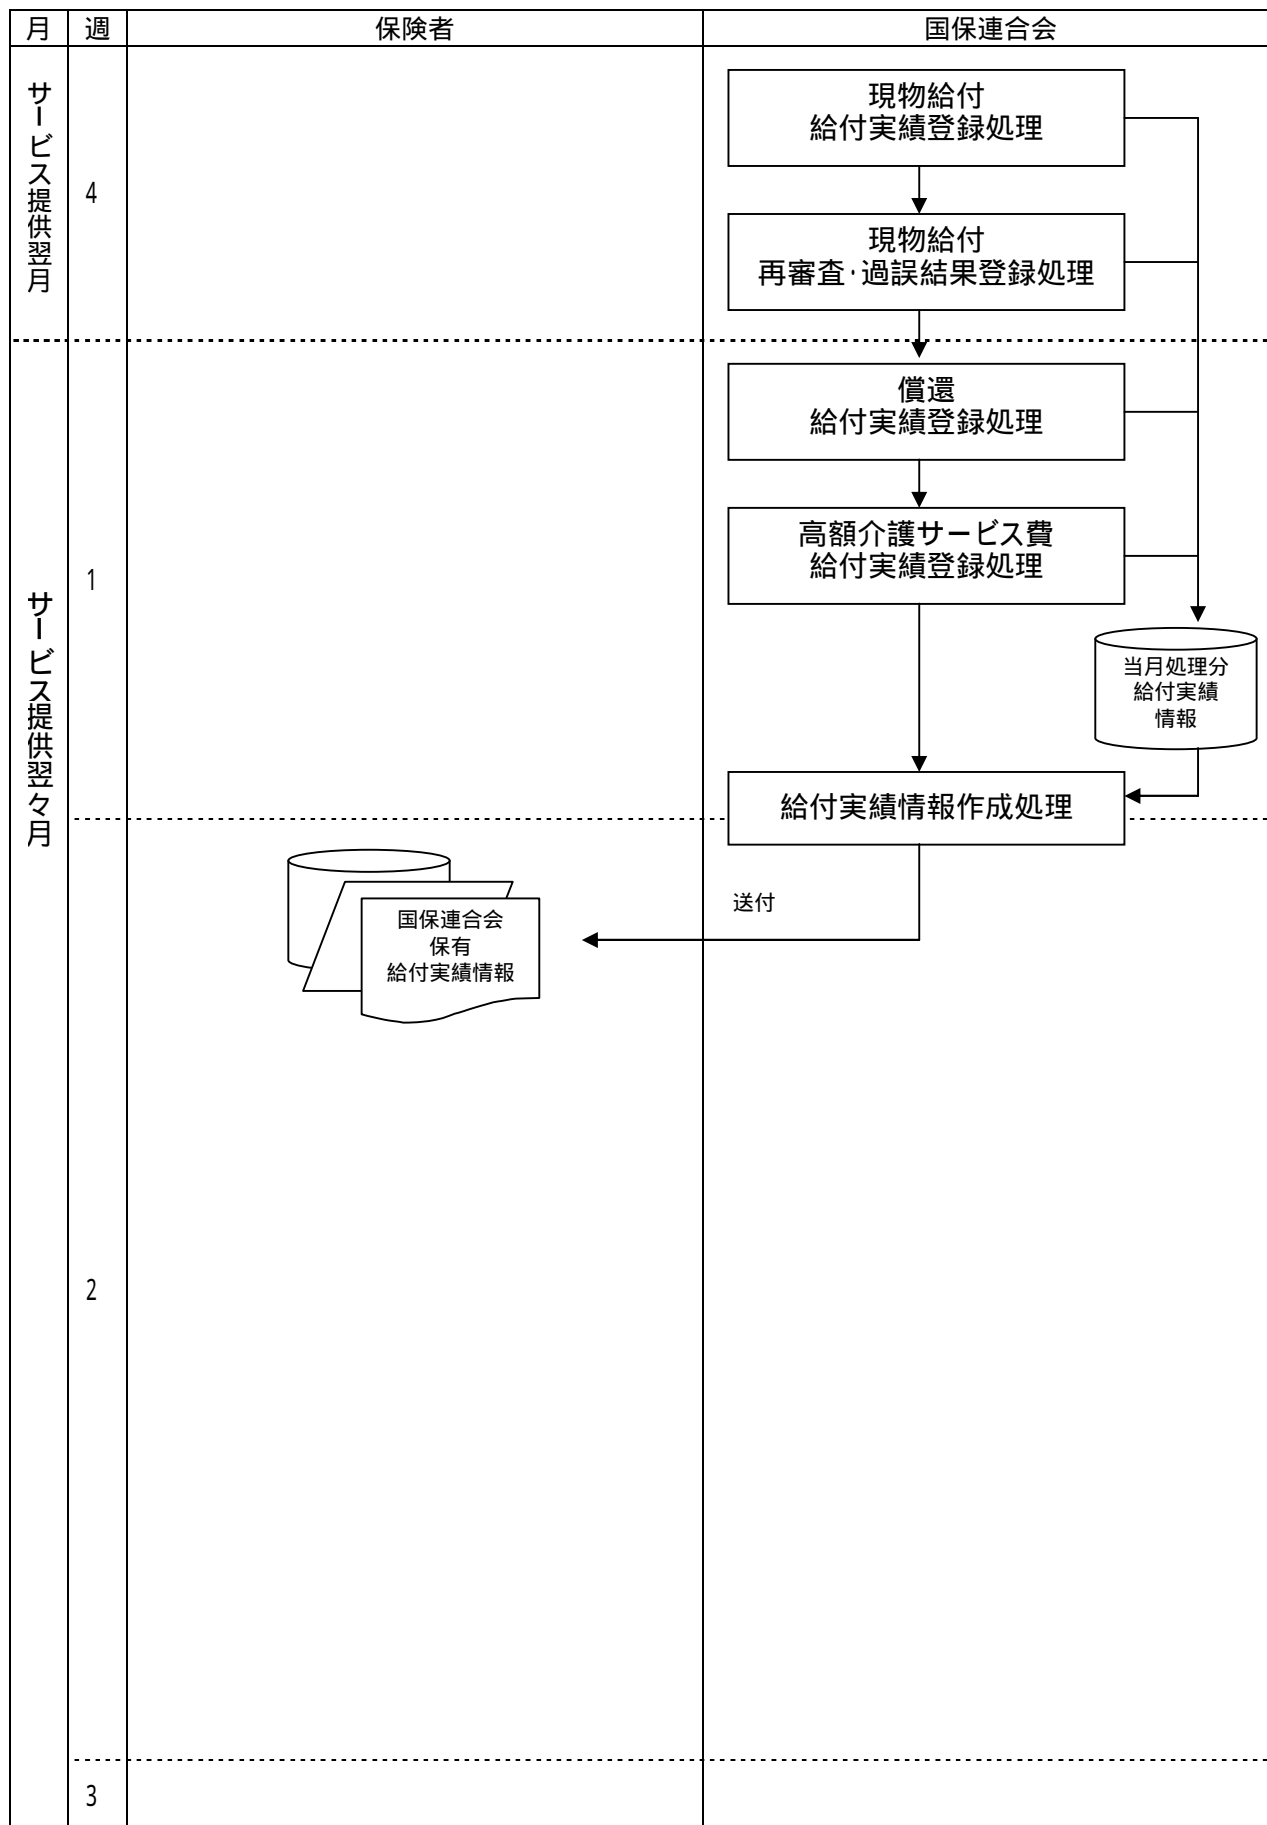 月 週 保険者 国保連合会
サービス提供翌月
4
現物給付
給付実績登録処理
現物給付
再審査・過誤結果登録処理
サービス提供翌々月
1
償還
給付実績登録処理
高額介護サービス費
給付実績登録処理
当月処理分
給付実績
情報
給付実績情報作成処理
送付
国保連合会
保有
給付実績情報
2
3